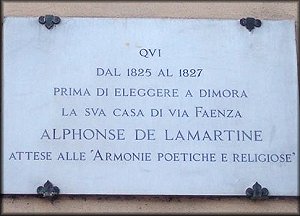 QVI
DAL 1825 AL 1827
PRIMA DI ELEGGERE A DIMORA
LA SVA CASA DI VIA FAENZA
ALPHONSE DE LAMARTINE
ATTESE ALLE 'ARMONIE POETICHE E RELIGIOSE'